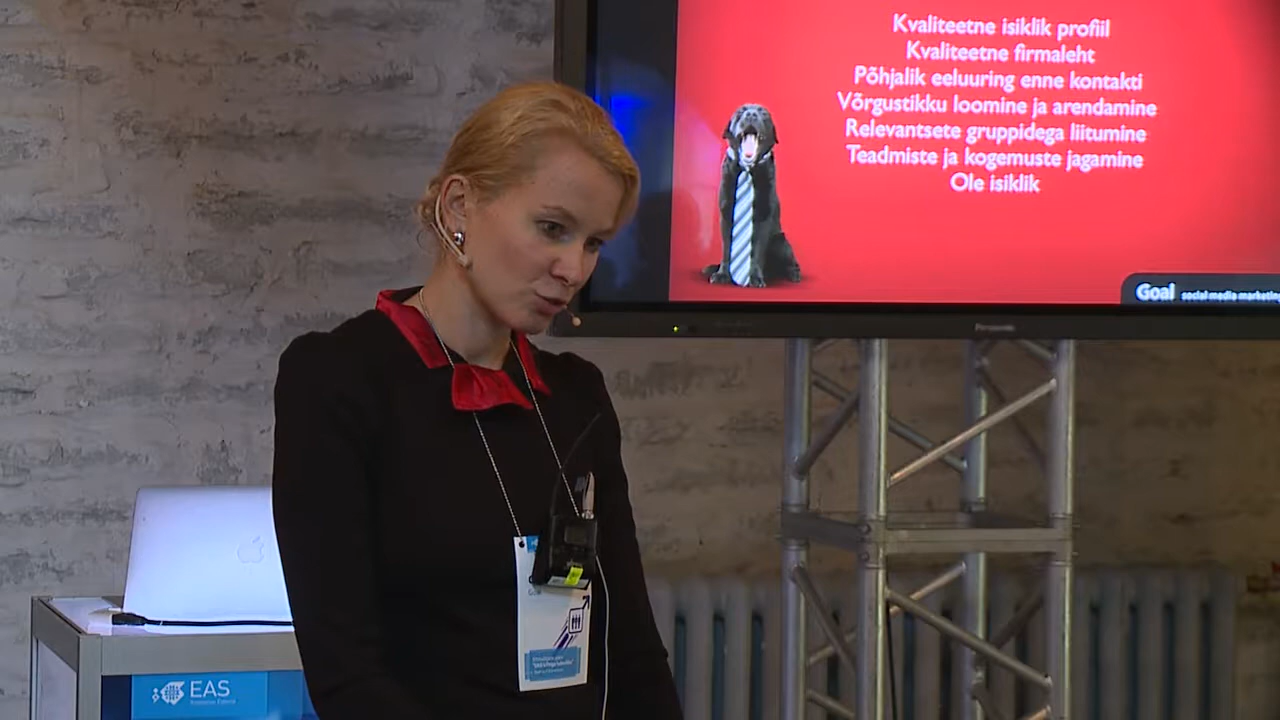 Kvaliteetne isiklik profiil
Kvaliteetne firmaleht
Põhjalik eeluuring enne kontakti
Võrgustikku loomine ja arendamine
Relevantsete gruppidega liitumine
Teadmiste ja kogemuste jagamine
Ole isiklik
Goal social media marketing
Panasonic
EAS